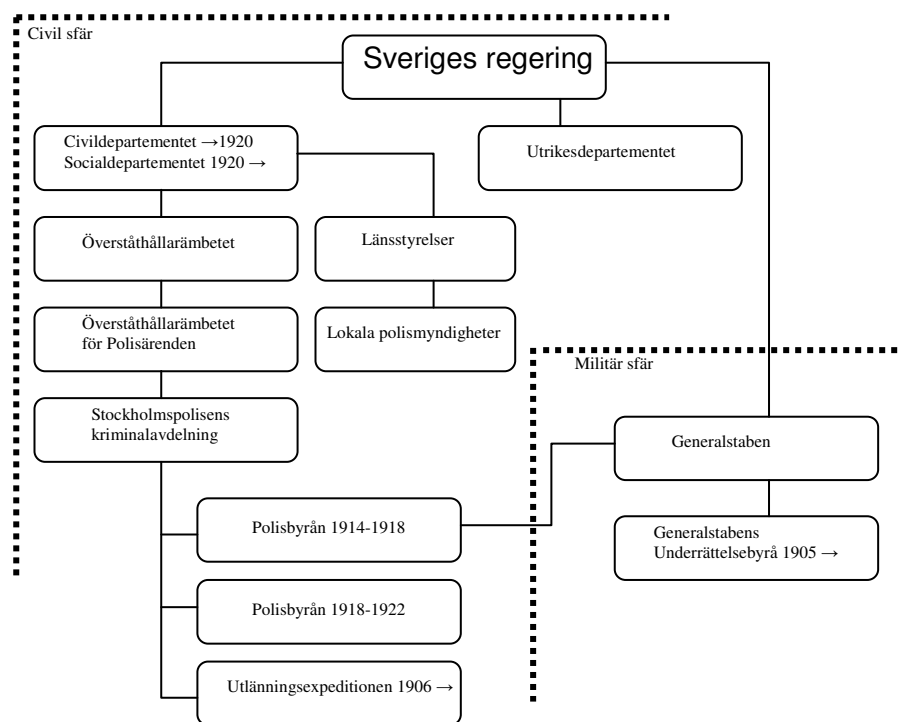 Civil sfär
Sveriges regering
Civildepartementet →1920
Socialdepartementet 1920 →
Utrikesdepartementet
Överståthållarämbetet
Länsstyrelser
Överståthållarämbetet
för Polisärenden
Lokala polismyndigheter
Militär sfär
Stockholmspolisens
kriminalavdelning
Generalstaben
Polisbyrån 1914-1918
Generalstabens
Underrättelsebyrå 1905 →
Polisbyrån 1918-1922
Utlänningsexpeditionen 1906 →